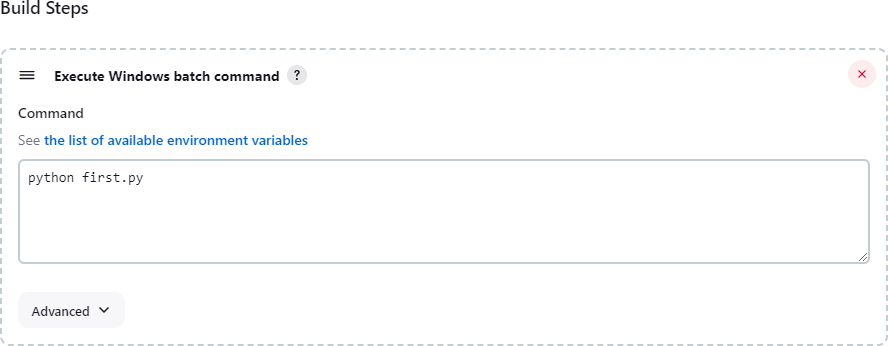 Build Steps
Execute Windows batch command ?
Command
See the list of available environment variables
python first.py
Advanced